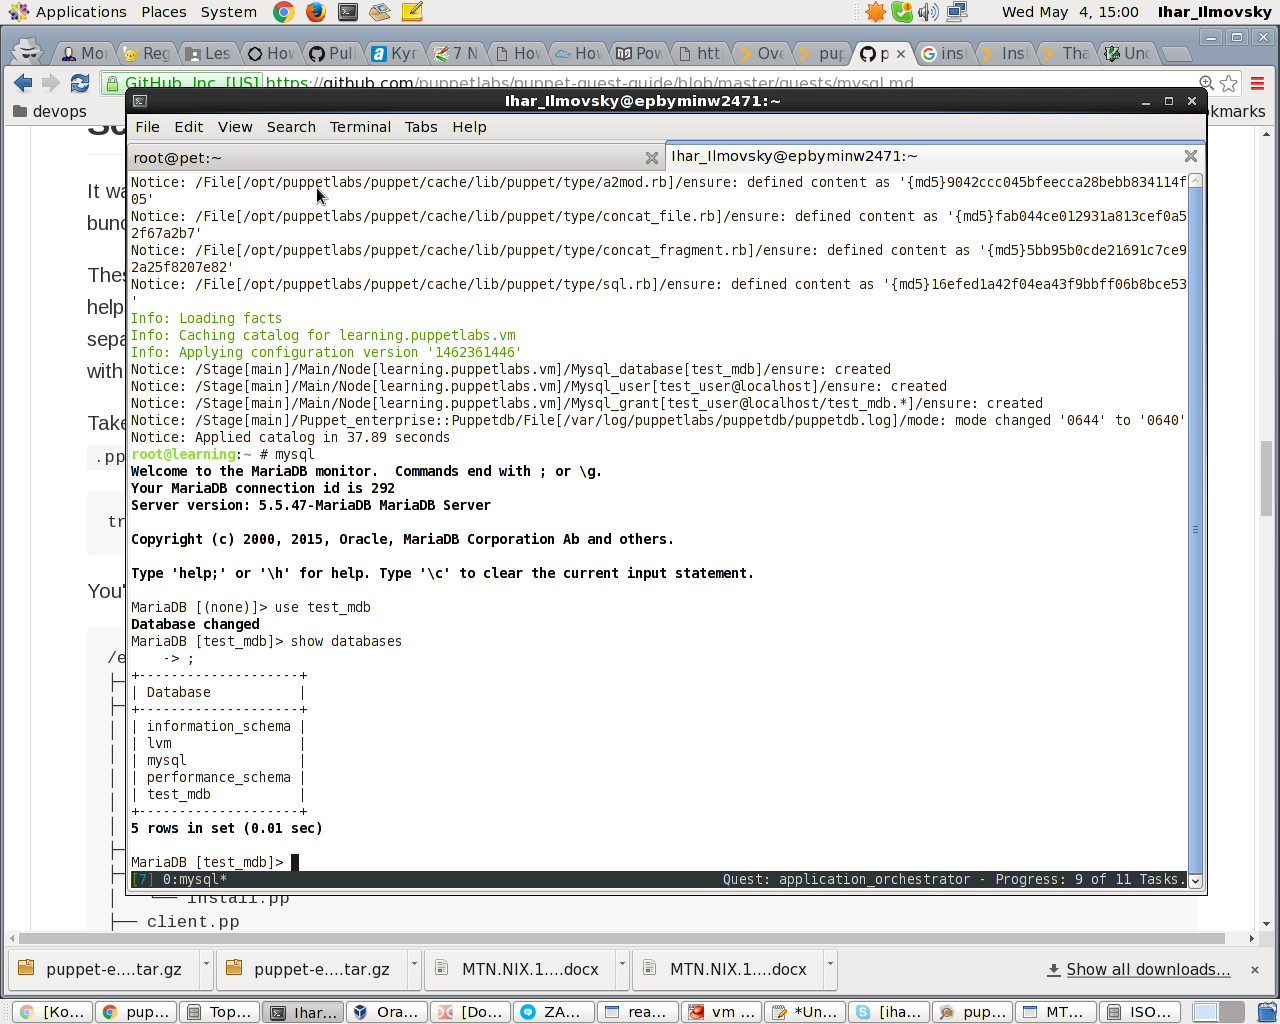 Applications Places System Wed May 4, 15:00 Ihar_Ilmovsky
Mo Reg Les Hov Pull Kyr 7 N Hov Hov Pov htt Ove pup p ins Ins Tha Unc
GitHub, Inc. [US] https://github.com/puppetlabs/puppet-quest-guide/blob/master/quests/mysql.md
devops
okmarks
Ihar_Ilmovsky@epbyminw2471:~
File Edit View Search Terminal Tabs Help
root@pet:~ Ihar_Ilmovsky@epbyminw2471:~
Notice: /File[/opt/puppetlabs/puppet/cache/lib/puppet/type/a2mod.rb]/ensure: defined content as '{md5}9042ccc045bfeecca28bebb834114f
05'
Notice: /File[/opt/puppetlabs/puppet/cache/lib/puppet/type/concat_file.rb]/ensure: defined content as '{md5}fab044ce012931a813cef0a5
2f67a2b7'
Notice: /File[/opt/puppetlabs/puppet/cache/lib/puppet/type/concat_fragment.rb]/ensure: defined content as '{md5}5bb95b0cde21691c7ce9
2a25f8207e82'
Notice: /File[/opt/puppetlabs/puppet/cache/lib/puppet/type/sql.rb]/ensure: defined content as '{md5}16efed1a42f04ea43f9bbff06b8bce53
'
Info: Loading facts
Info: Caching catalog for learning.puppetlabs.vm
Info: Applying configuration version '1462361446'
Notice: /Stage[main]/Main/Node[learning.puppetlabs.vm]/Mysql_database[test_mdb]/ensure: created
Notice: /Stage[main]/Main/Node[learning.puppetlabs.vm]/Mysql_user[test_user@localhost]/ensure: created
Notice: /Stage[main]/Main/Node[learning.puppetlabs.vm]/Mysql_grant[test_user@localhost/test_mdb.*]/ensure: created
Notice: /Stage[main]/Puppet_enterprise::Puppetdb/File[/var/log/puppetlabs/puppetdb/puppetdb.log]/mode: mode changed '0644' to '0640'
Notice: Applied catalog in 37.89 seconds
root@learning:~ # mysql
Welcome to the MariaDB monitor.  Commands end with ; or \g.
Your MariaDB connection id is 292
Server version: 5.5.47-MariaDB MariaDB Server
Copyright (c) 2000, 2015, Oracle, MariaDB Corporation Ab and others.
Type 'help;' or '\h' for help. Type '\c' to clear the current input statement.
MariaDB [(none)]> use test_mdb
Database changed
MariaDB [test_mdb]> show databases
    -> ;
+--------------------+
| Database           |
+--------------------+
| information_schema |
| lvm                |
| mysql              |
| performance_schema |
| test_mdb           |
+--------------------+
5 rows in set (0.01 sec)
MariaDB [test_mdb]>
[7] 0:mysql* Quest: application_orchestrator - Progress: 9 of 11 Tasks.
It wa
bunc
Thes
help
sepa
with
Take
.pp
tr
You'
/e
install.pp
client.pp
puppet-e....tar.gz puppet-e....tar.gz MTN.NIX.1....docx MTN.NIX.1....docx Show all downloads...
[Ko... pup... Top... Ihar... Ora... [Do... ZA... rea... vm ... *Un... [iha... pup... MT... ISO...